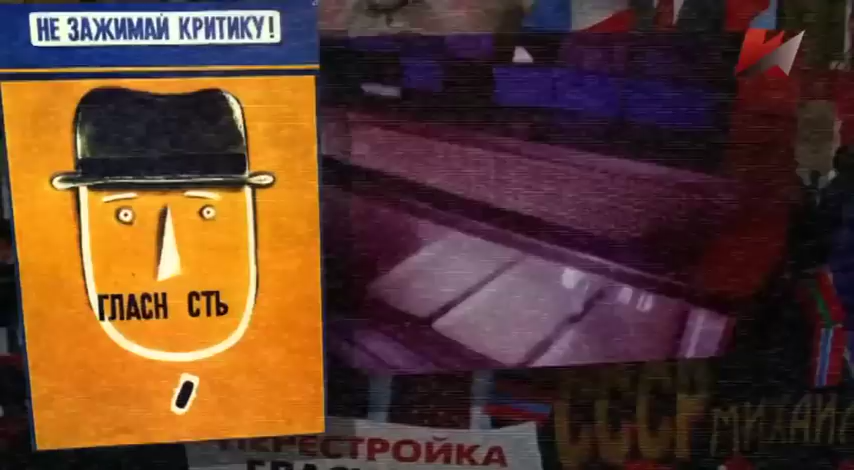 НЕ ЗАЖИМАЙ КРИТИКУ!
ГЛАСН СТЬ
ПЕРЕСТРОЙКА
СССР
МИХАИЛ